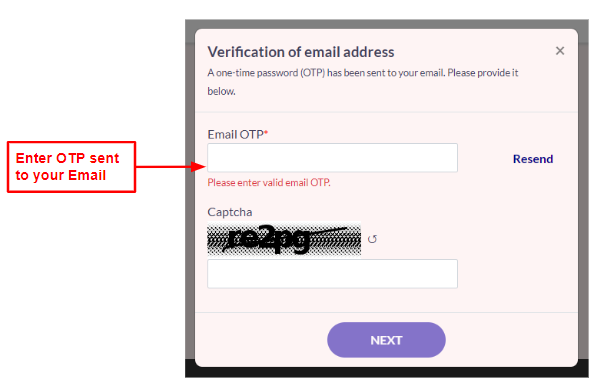 Verification of email address
×
A one-time password (OTP) has been sent to your email. Please provide it
below.
Email OTP*
Enter OTP sent
to your Email
Resend
Please enter valid email OTP.
Captcha
re2pg
NEXT